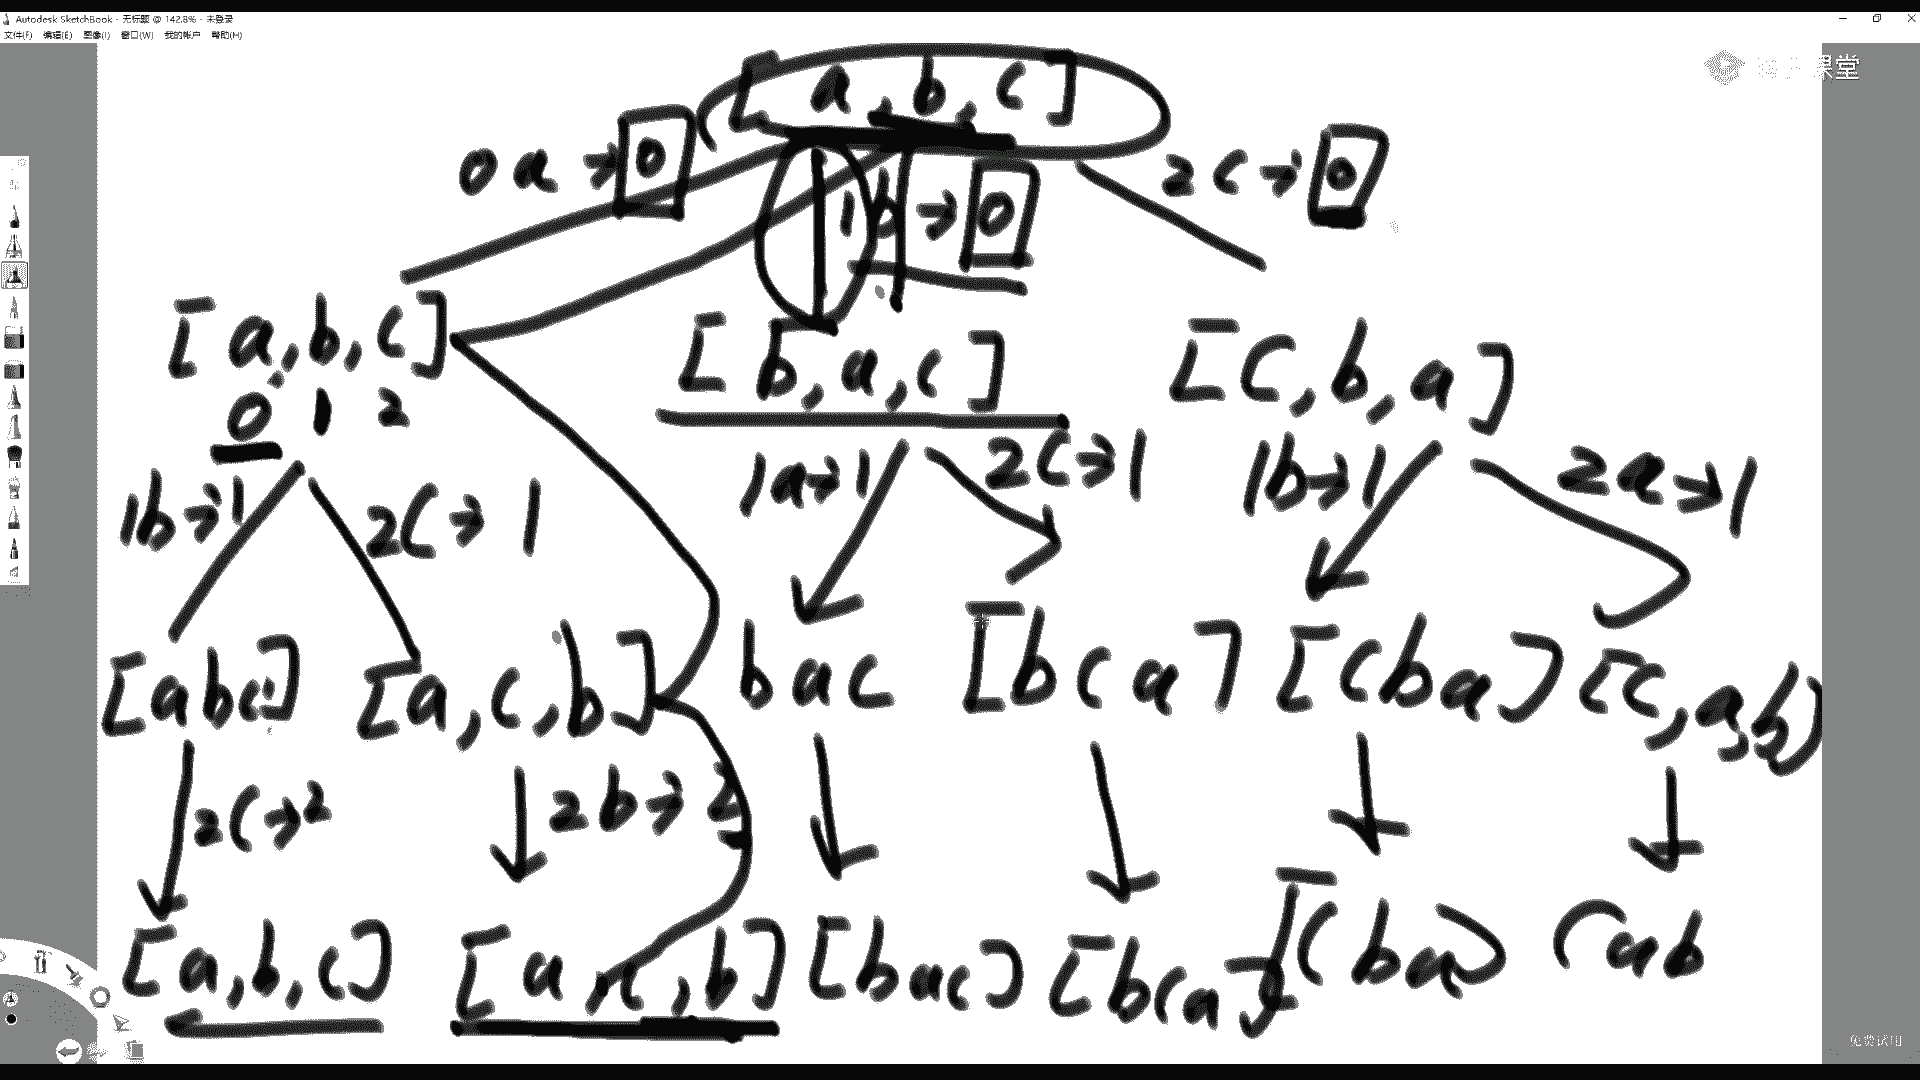 Autodesk SketchBook - 无标题 @ 142.8% - 未登录
文件(F) 编辑(E) 图像(I) 窗口(W) 我的帐户 帮助(H)
[a,b,c]
课堂
0a→0
1b→0
2c→0
[a,b,c]
[b,a,c]
[c,b,a]
0 1 2
1b→1
2c→1
1a→1
2c→1
1b→1
2a→1
[abc]
[a,c,b]
bac
[bca]
[cba]
[c,a,b]
2c→2
2b→2
[a,b,c]
[a,c,b]
[bac]
[bca]
[cba]
cab
免费试用